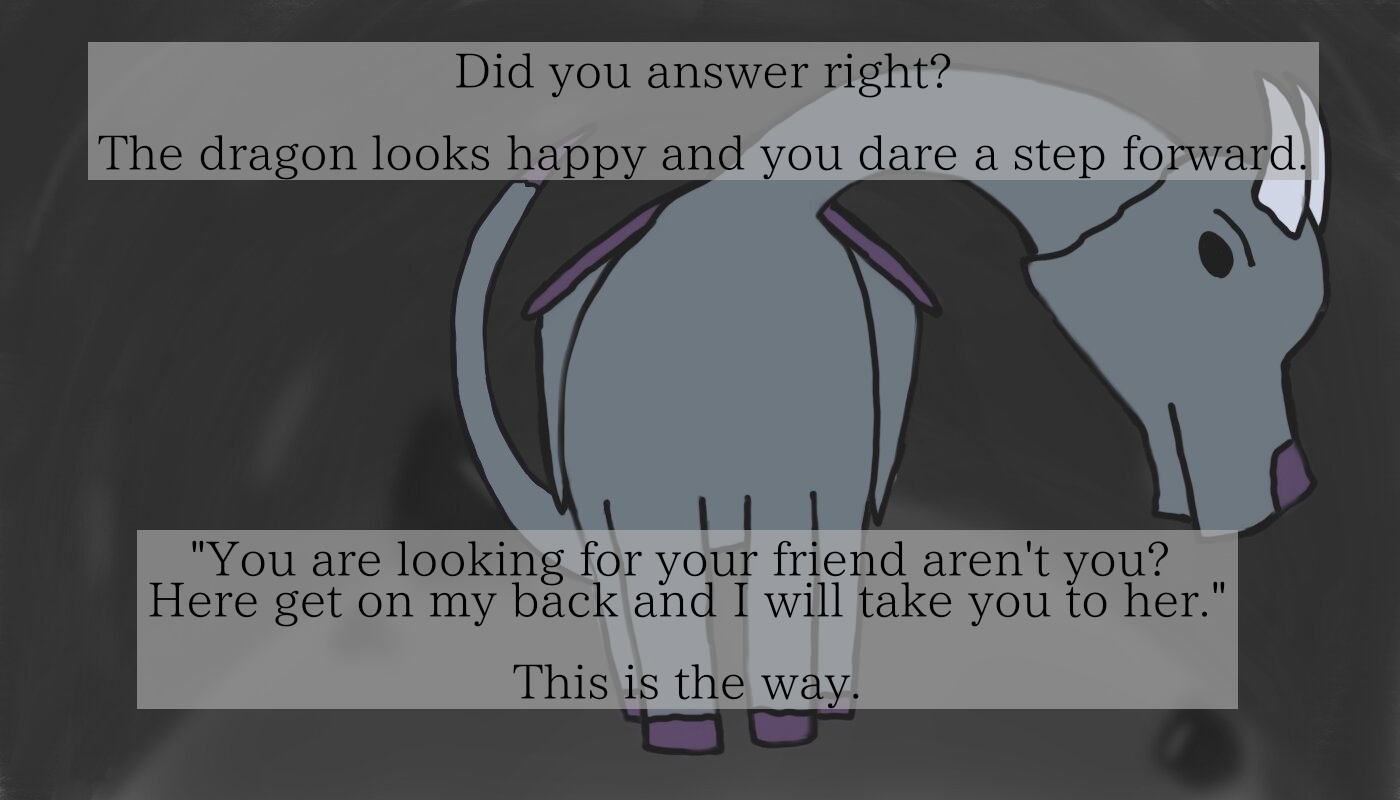 Did you answer right?
The dragon looks happy and you dare a step forward.
"You are looking for your friend aren't you?
Here get on my back and I will take you to her."
This is the way.